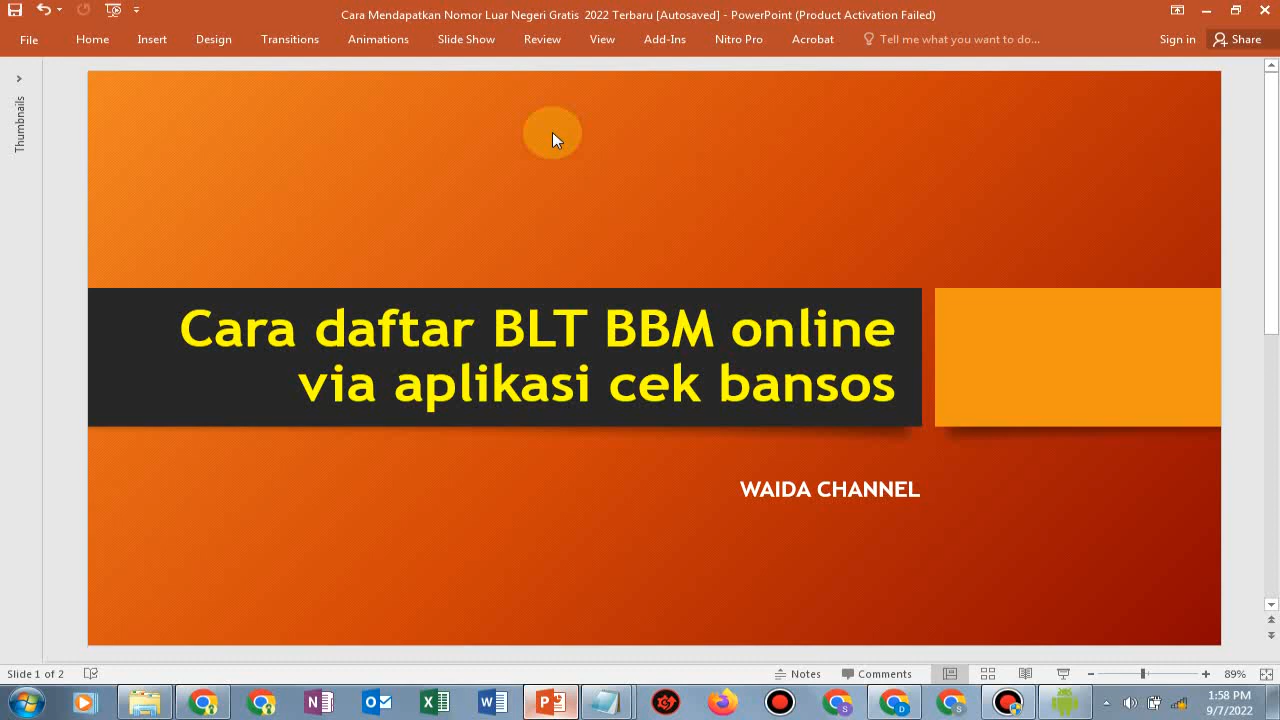 Cara Mendapatkan Nomor Luar Negeri Gratis 2022 Terbaru [Autosaved] - PowerPoint (Product Activation Failed)
File Home Insert Design Transitions Animations Slide Show Review View Add-Ins Nitro Pro Acrobat Tell me what you want to do... Sign in Share
Thumbnails
Cara daftar BLT BBM online
via aplikasi cek bansos
WAIDA CHANNEL
Slide 1 of 2 Notes Comments 89%
1:58 PM
9/7/2022